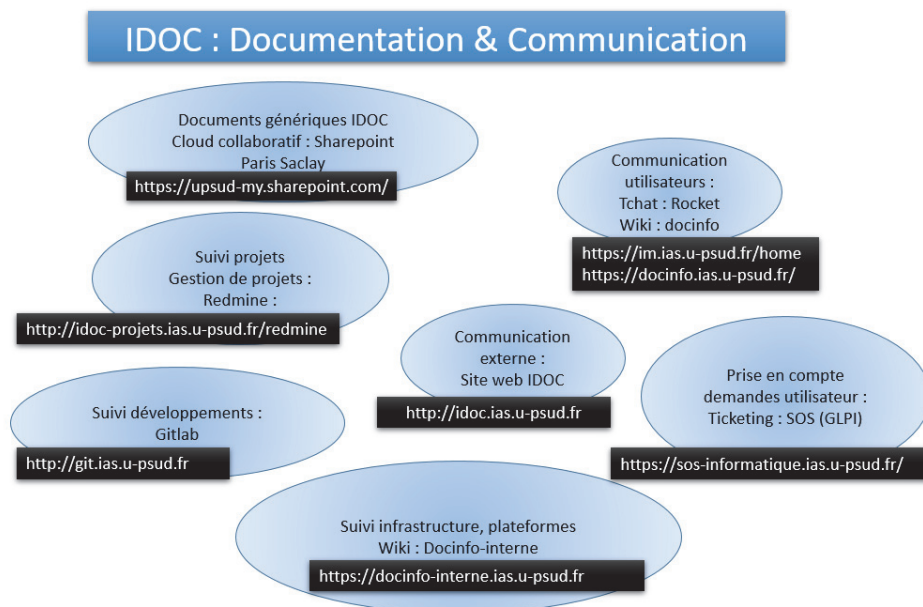 IDOC : Documentation & Communication
Documents génériques IDOC
Cloud collaboratif : Sharepoint
Paris Saclay
https://upsud-my.sharepoint.com/
Communication
utilisateurs :
Tchat : Rocket
Wiki : docinfo
https://im.ias.u-psud.fr/home
https://docinfo.ias.u-psud.fr/
Suivi projets
Gestion de projets :
Redmine :
http://idoc-projets.ias.u-psud.fr/redmine
Communication
externe :
Site web IDOC
http://idoc.ias.u-psud.fr
Prise en compte
demandes utilisateur :
Ticketing : SOS (GLPI)
https://sos-informatique.ias.u-psud.fr/
Suivi développements :
Gitlab
http://git.ias.u-psud.fr
Suivi infrastructure, plateformes
Wiki : Docinfo-interne
https://docinfo-interne.ias.u-psud.fr